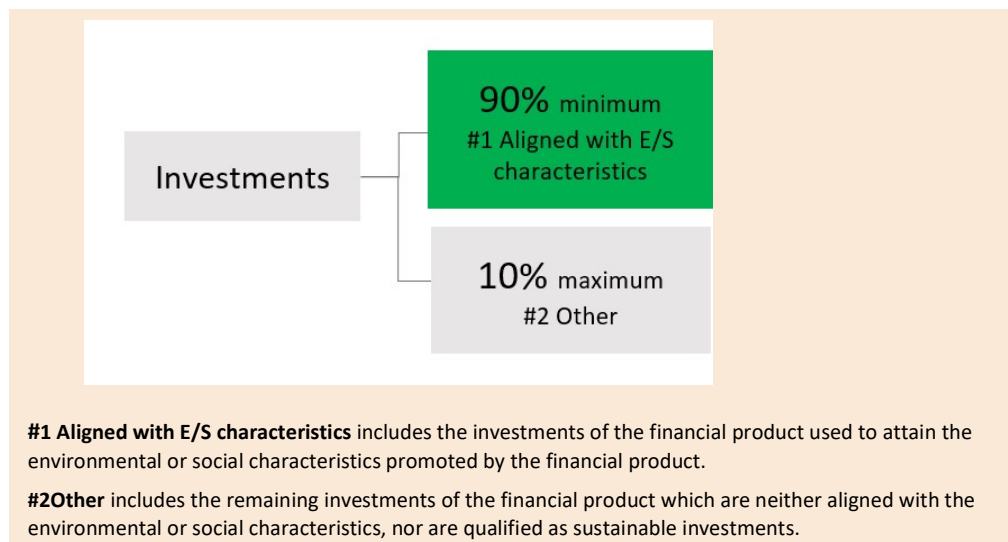 90% minimum
#1 Aligned with E/S
characteristics
Investments
10% maximum
#2 Other
#1 Aligned with E/S characteristics includes the investments of the financial product used to attain the
environmental or social characteristics promoted by the financial product.
#2Other includes the remaining investments of the financial product which are neither aligned with the
environmental or social characteristics, nor are qualified as sustainable investments.